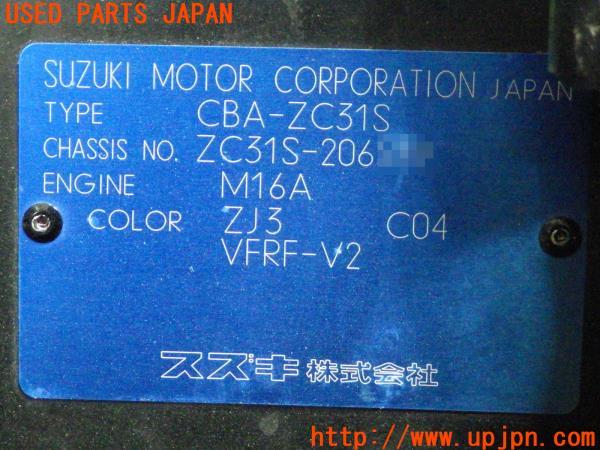 USED PARTS JAPAN
SUZUKI MOTOR CORPORATION JAPAN
TYPE CBA-ZC31S
CHASSIS NO. ZC31S-206
ENGINE M16A
COLOR ZJ3 C04
VFRF-V2
スズキ株式会社
http://www.upjpn.com/